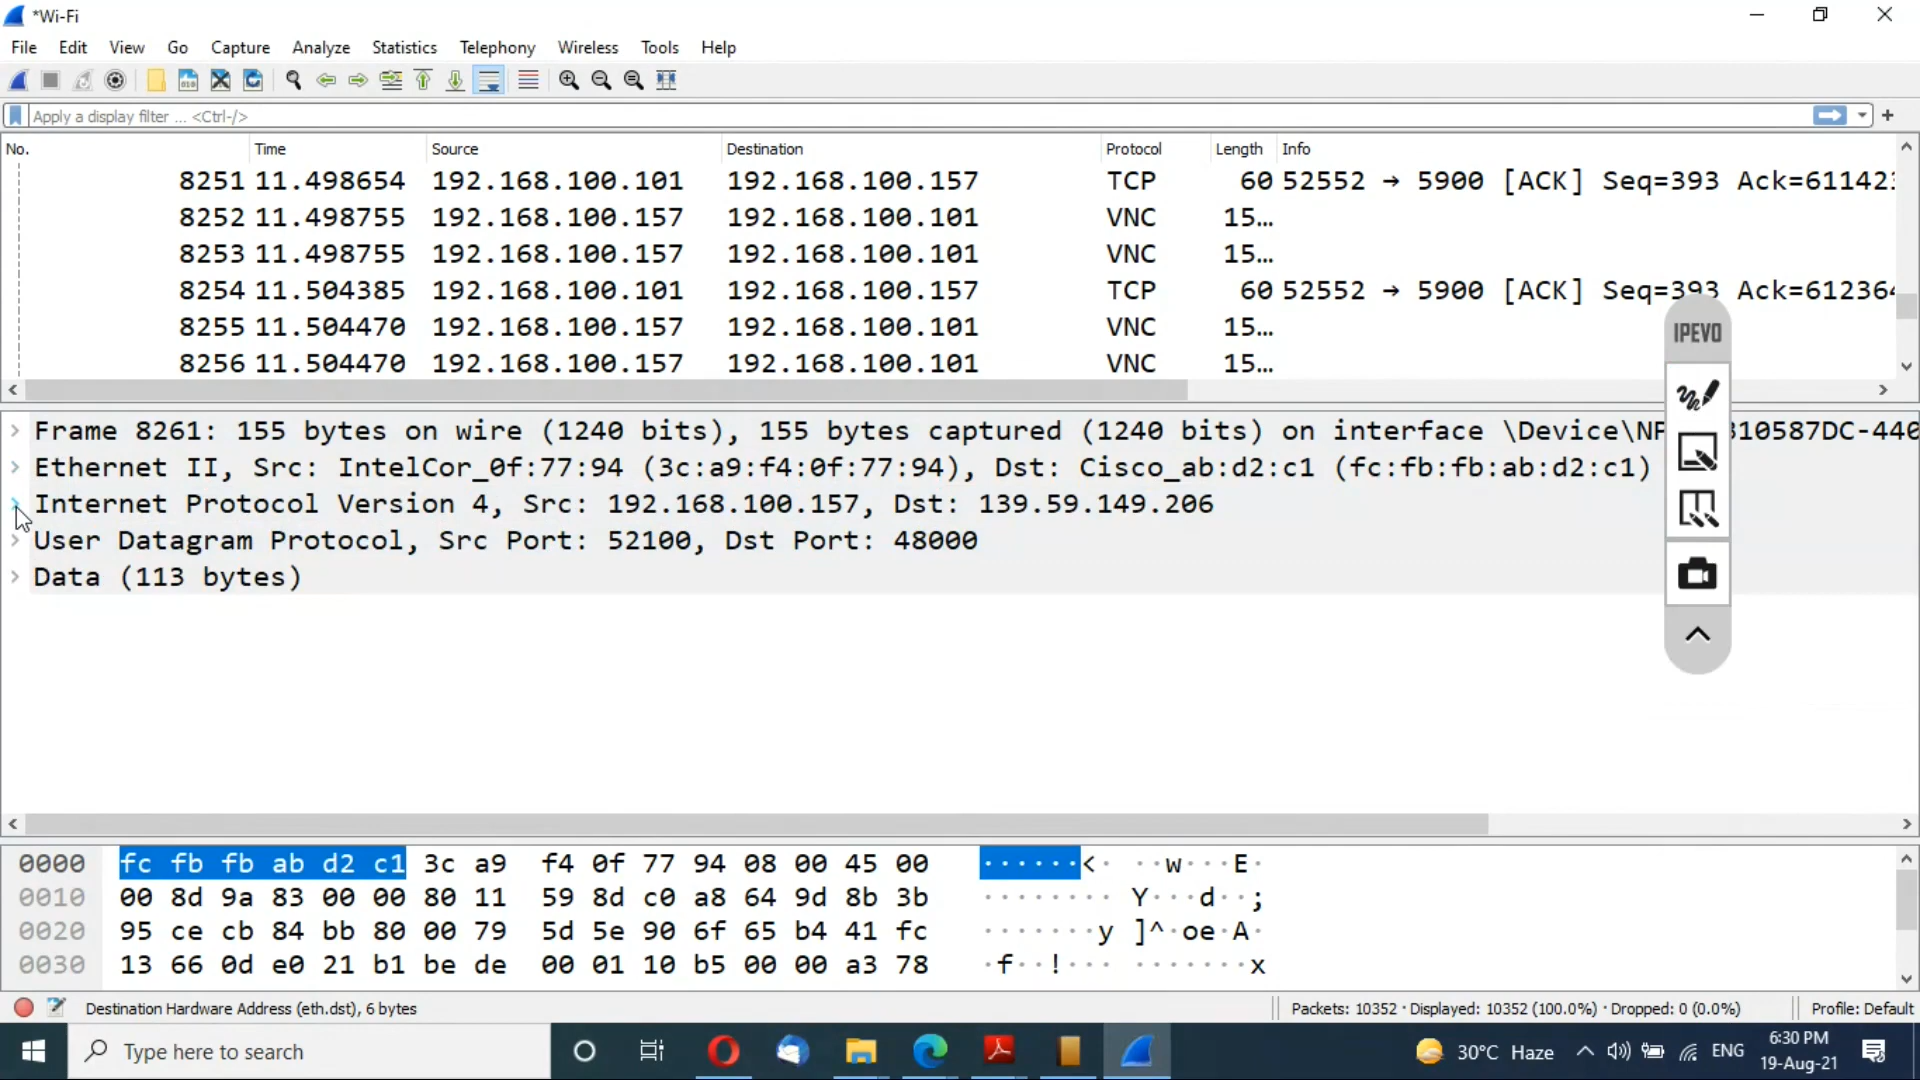 *Wi-Fi
File Edit View Go Capture Analyze Statistics Telephony Wireless Tools Help
Apply a display filter ... <Ctrl-/>
No. Time Source Destination Protocol Length Info
8251 11.498654 192.168.100.101 192.168.100.157 TCP 60 52552 → 5900 [ACK] Seq=393 Ack=611423
8252 11.498755 192.168.100.157 192.168.100.101 VNC 15…
8253 11.498755 192.168.100.157 192.168.100.101 VNC 15…
8254 11.504385 192.168.100.101 192.168.100.157 TCP 60 52552 → 5900 [ACK] Seq=393 Ack=612364
8255 11.504470 192.168.100.157 192.168.100.101 VNC 15…
8256 11.504470 192.168.100.157 192.168.100.101 VNC 15…
IPEVO
Frame 8261: 155 bytes on wire (1240 bits), 155 bytes captured (1240 bits) on interface \Device\NP 310587DC-440
Ethernet II, Src: IntelCor_0f:77:94 (3c:a9:f4:0f:77:94), Dst: Cisco_ab:d2:c1 (fc:fb:fb:ab:d2:c1)
Internet Protocol Version 4, Src: 192.168.100.157, Dst: 139.59.149.206
User Datagram Protocol, Src Port: 52100, Dst Port: 48000
Data (113 bytes)
0000 fc fb fb ab d2 c1 3c a9 f4 0f 77 94 08 00 45 00 ······<· ··w···E·
0010 00 8d 9a 83 00 00 80 11 59 8d c0 a8 64 9d 8b 3b ········ Y···d··;
0020 95 ce cb 84 bb 80 00 79 5d 5e 90 6f 65 b4 41 fc ·······y ]^·oe·A·
0030 13 66 0d e0 21 b1 be de 00 01 10 b5 00 00 a3 78 ·f··!··· ·······x
Destination Hardware Address (eth.dst), 6 bytes
Packets: 10352 · Displayed: 10352 (100.0%) · Dropped: 0 (0.0%)
Profile: Default
Type here to search
30°C Haze
ENG
6:30 PM
19-Aug-21